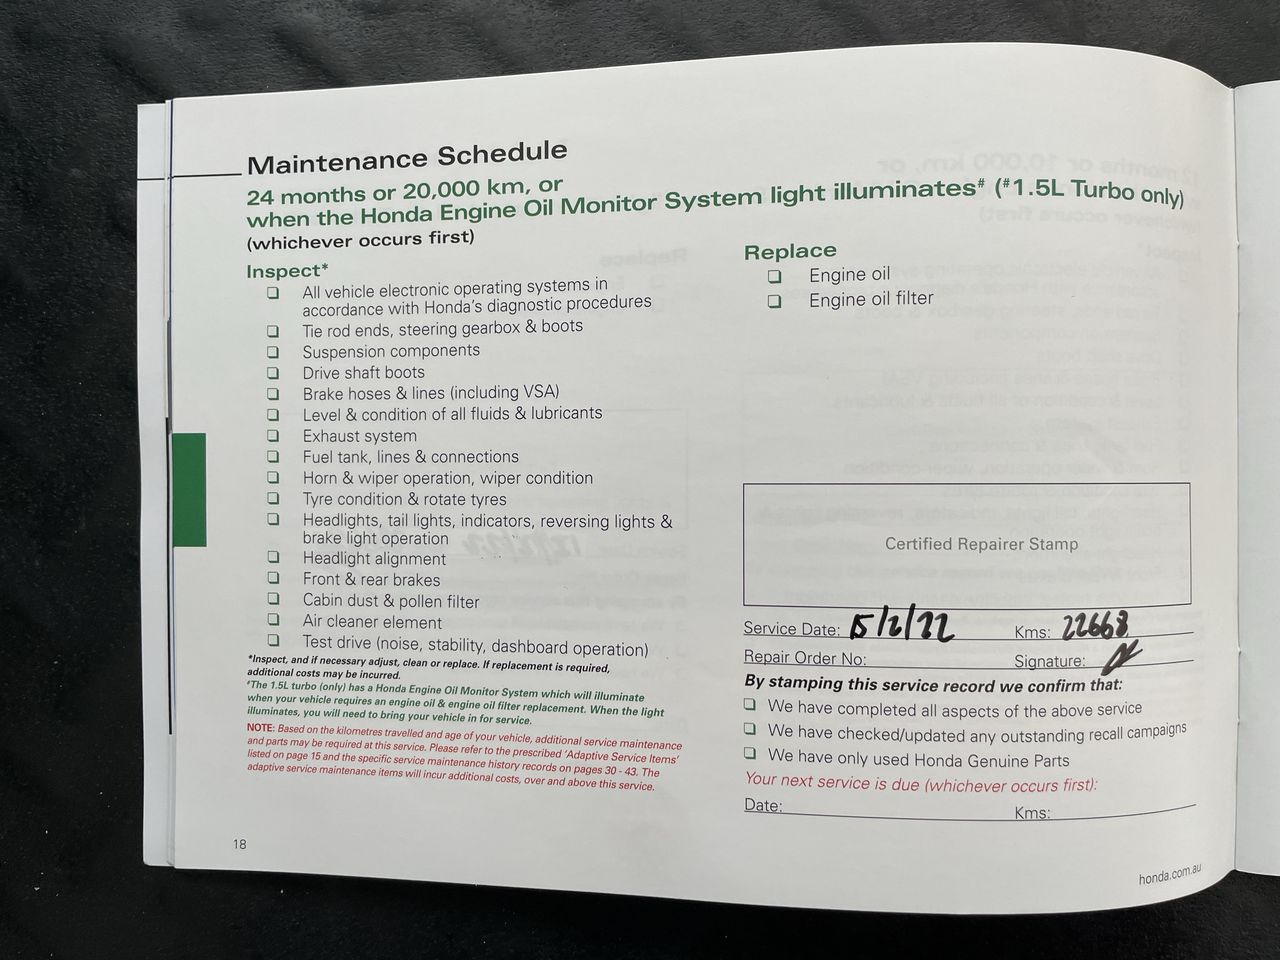 Maintenance Schedule
24 months or 20,000 km, or
when the Honda Engine Oil Monitor System light illuminates# (#1.5L Turbo only)
(whichever occurs first)
Inspect*
All vehicle electronic operating systems in
accordance with Honda's diagnostic procedures
Tie rod ends, steering gearbox & boots
Suspension components
Drive shaft boots
Brake hoses & lines (including VSA)
Level & condition of all fluids & lubricants
Exhaust system
Fuel tank, lines & connections
Horn & wiper operation, wiper condition
Tyre condition & rotate tyres
Headlights, tail lights, indicators, reversing lights &
brake light operation
Headlight alignment
Front & rear brakes
Cabin dust & pollen filter
Air cleaner element
Test drive (noise, stability, dashboard operation)
*Inspect, and if necessary adjust, clean or replace. If replacement is required,
additional costs may be incurred.
#The 1.5L turbo (only) has a Honda Engine Oil Monitor System which will illuminate
when your vehicle requires an engine oil & engine oil filter replacement. When the light
illuminates, you will need to bring your vehicle in for service.
NOTE: Based on the kilometres travelled and age of your vehicle, additional service maintenance
and parts may be required at this service. Please refer to the prescribed 'Adaptive Service Items'
listed on page 15 and the specific service maintenance history records on pages 30 - 43. The
adaptive service maintenance items will incur additional costs, over and above this service.
18
Replace
Engine oil
Engine oil filter
Certified Repairer Stamp
Service Date: 15/2/22 Kms: 22668
Repair Order No: Signature:
By stamping this service record we confirm that:
We have completed all aspects of the above service
We have checked/updated any outstanding recall campaigns
We have only used Honda Genuine Parts
Your next service is due (whichever occurs first):
Date: Kms:
honda.com.au